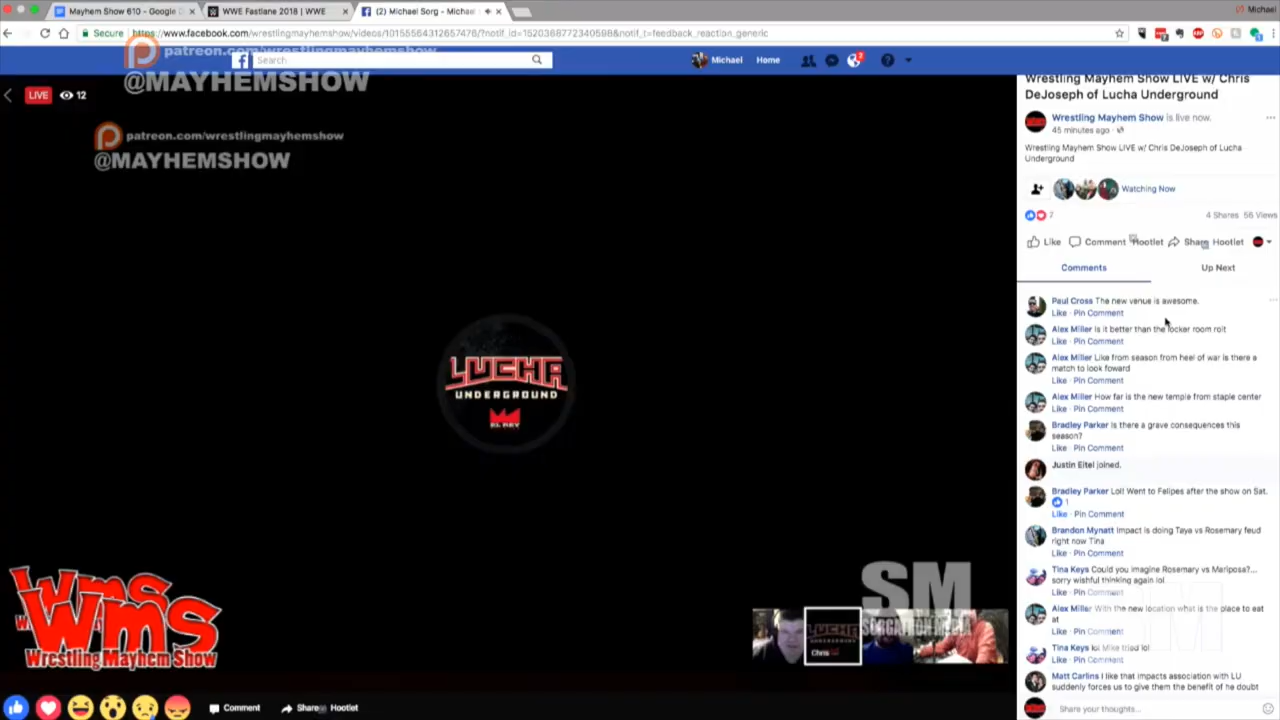 Mayhem Show 610 - Google D
WWE Fastlane 2018 | WWE
(2) Michael Sorg - Michae
Michael
Secure
https://www.facebook.com/wrestlingmayhemshow/videos/10155564312657476/?notif_id=1520368772340598&notif_t=feedback_reaction_generic
patreon.com/wrestlingmayhemshow
@MAYHEMSHOW
Search
Michael
Home
2
LIVE
12
patreon.com/wrestlingmayhemshow
@MAYHEMSHOW
LUCHA
UNDERGROUND
EL REY
WmS
WmS
Wrestling Mayhem Show
SM
SORGATRON MEDIA
LUCHA
UNDERGROUND
Chris
Comment
Share
Hootlet
Wrestling Mayhem Show LIVE w/ Chris
DeJoseph of Lucha Underground
Wrestling Mayhem Show is live now.
45 minutes ago ·
Wrestling Mayhem Show LIVE w/ Chris DeJoseph of Lucha
Underground
Watching Now
7
4 Shares 56 Views
Like Comment Hootlet Share Hootlet
Comments
Up Next
Paul Cross The new venue is awesome.
Like · Pin Comment
Alex Miller Is it better than the locker room rolt
Like · Pin Comment
Alex Miller Like from season from heel of war is there a
match to look foward
Like · Pin Comment
Alex Miller How far is the new temple from staple center
Like · Pin Comment
Bradley Parker Is there a grave consequences this
season?
Like · Pin Comment
Justin Eitel joined.
Bradley Parker Lol! Went to Felipes after the show on Sat.
1
Like · Pin Comment
Brandon Mynatt Impact is doing Taya vs Rosemary feud
right now Tina
Like · Pin Comment
Tina Keys Could you imagine Rosemary vs Mariposa?...
sorry wishful thinking again lol
Like · Pin Comment
Alex Miller With the new location what is the place to eat
at
Like · Pin Comment
Tina Keys lol Mike tried lol
Like · Pin Comment
Matt Carlins I like that impacts association with LU
suddenly forces us to give them the benefit of he doubt
Share your thoughts...